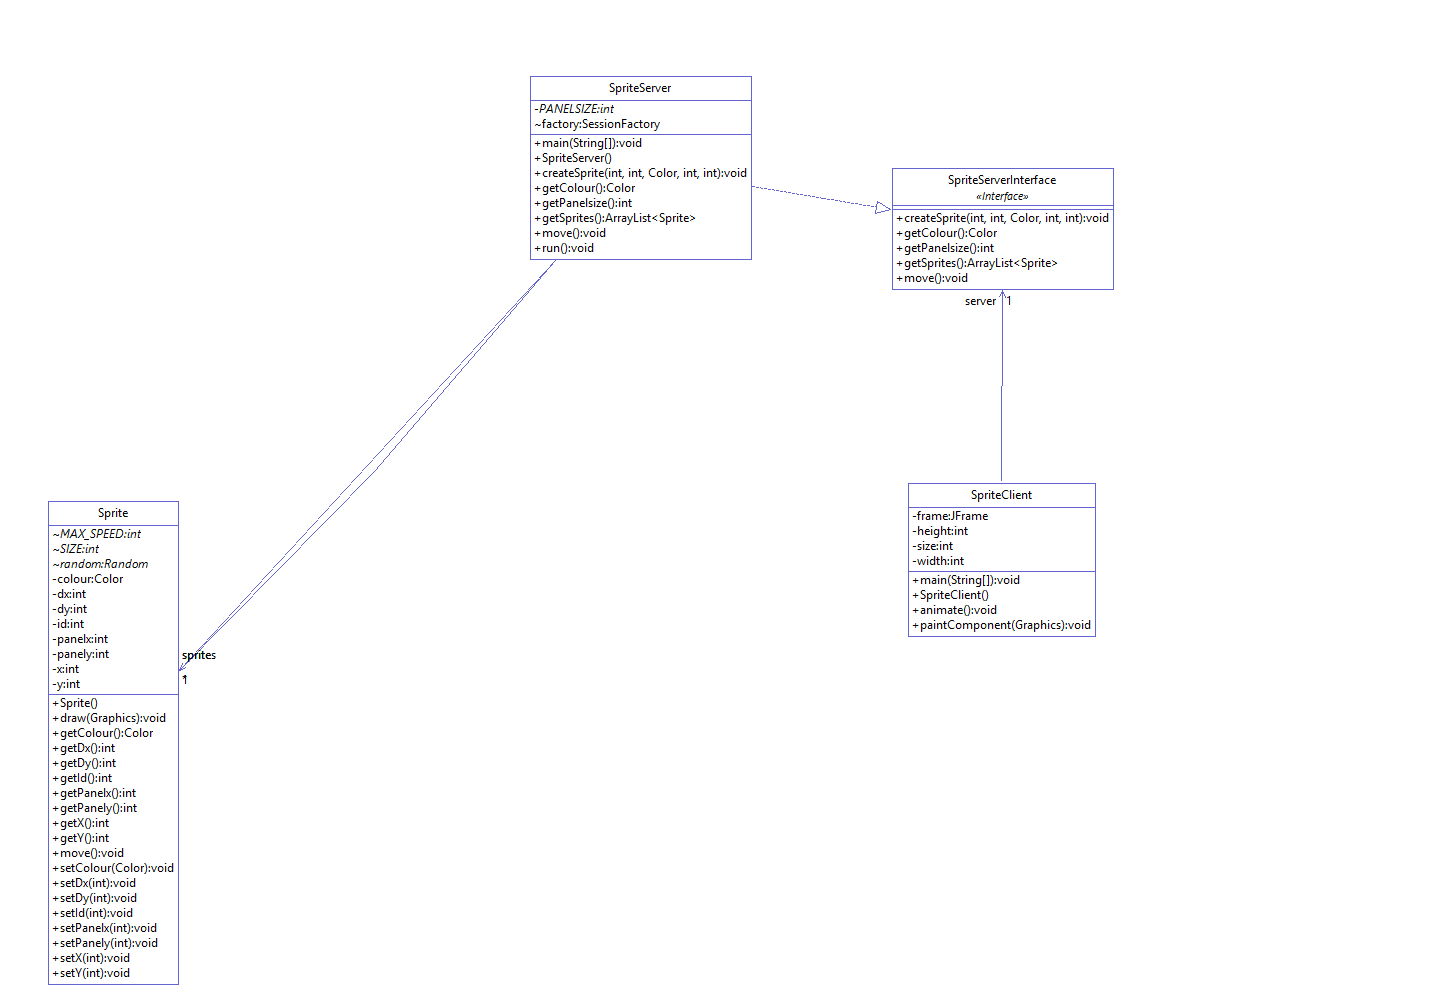 SpriteServer
-PANELSIZE:int
~factory:SessionFactory
+main(String[]):void
+SpriteServer()
+createSprite(int, int, Color, int, int):void
+getColour():Color
+getPanelsize():int
+getSprites():ArrayList<Sprite>
+move():void
+run():void
SpriteServerInterface
«Interface»
+createSprite(int, int, Color, int, int):void
+getColour():Color
+getPanelsize():int
+getSprites():ArrayList<Sprite>
+move():void
server 1
SpriteClient
-frame:JFrame
-height:int
-size:int
-width:int
+main(String[]):void
+SpriteClient()
+animate():void
+paintComponent(Graphics):void
Sprite
~MAX_SPEED:int
~SIZE:int
~random:Random
-colour:Color
-dx:int
-dy:int
-id:int
-panelx:int
-panely:int
-x:int
-y:int
+Sprite()
+draw(Graphics):void
+getColour():Color
+getDx():int
+getDy():int
+getId():int
+getPanelx():int
+getPanely():int
+getX():int
+getY():int
+move():void
+setColour(Color):void
+setDx(int):void
+setDy(int):void
+setId(int):void
+setPanelx(int):void
+setPanely(int):void
+setX(int):void
+setY(int):void
sprites
1